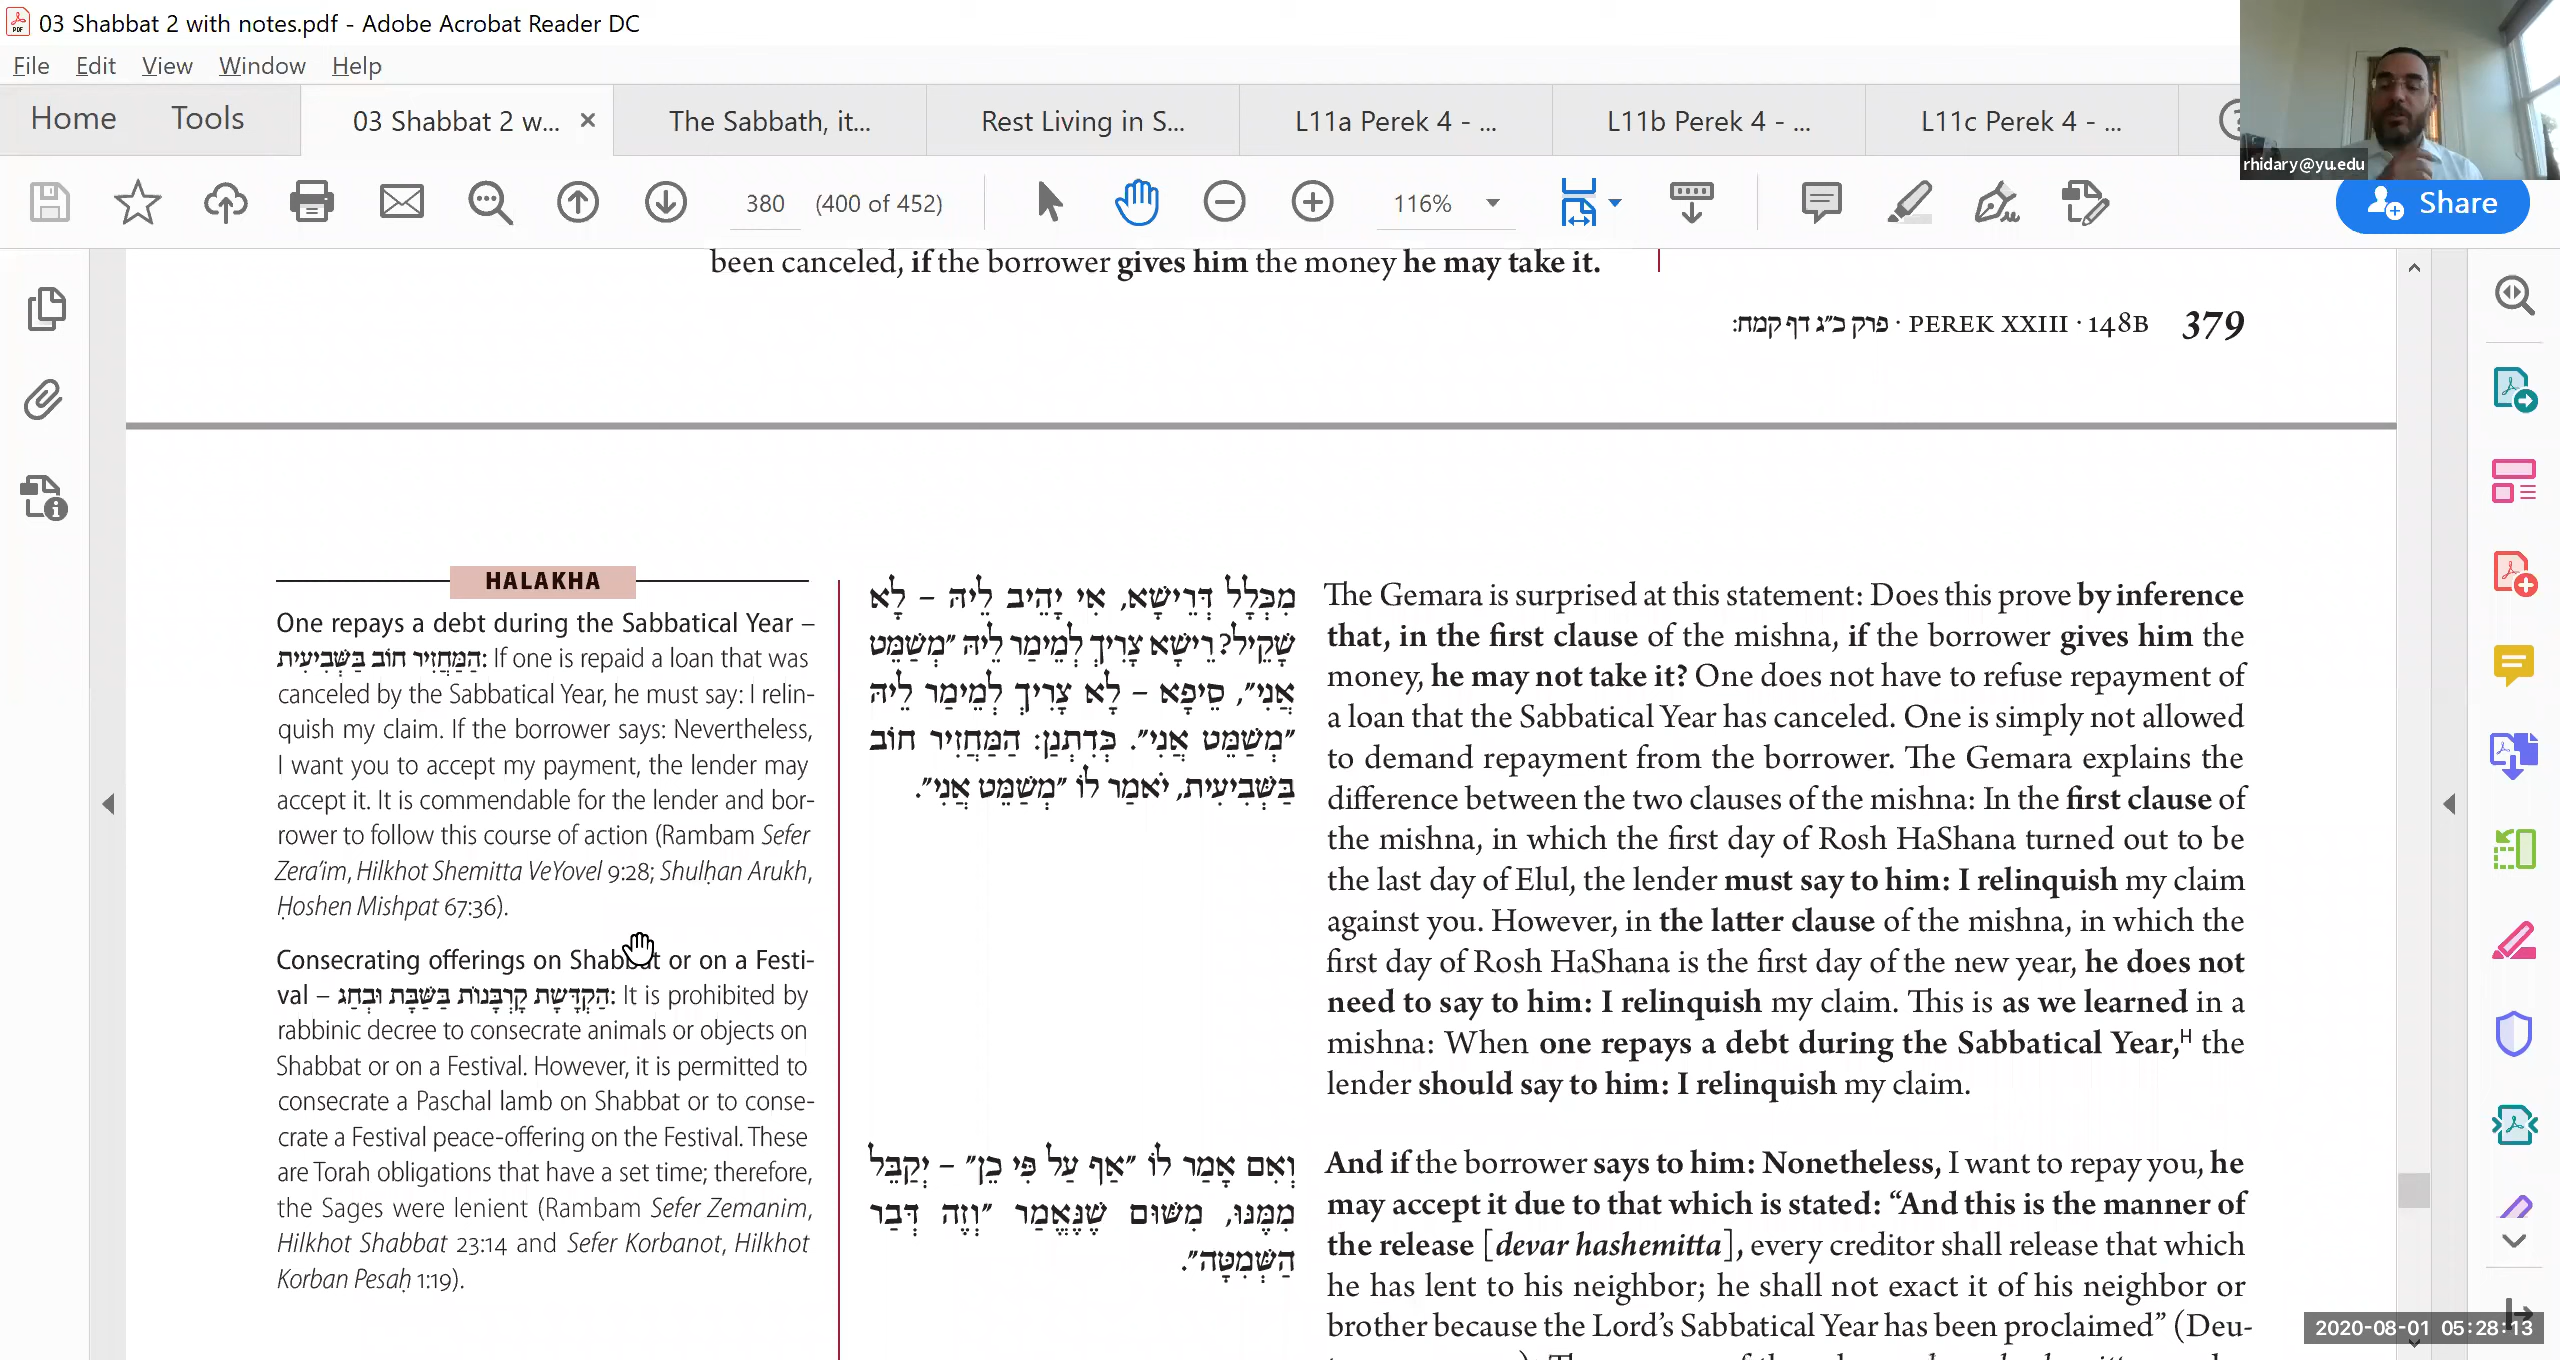 03 Shabbat 2 with notes.pdf - Adobe Acrobat Reader DC
File Edit View Window Help
Home Tools 03 Shabbat 2 w... × The Sabbath, it... Rest Living in S... L11a Perek 4 - ... L11b Perek 4 - ... L11c Perek 4 - ...
rhidary@yu.edu
380 (400 of 452) 116% Share
been canceled, if the borrower gives him the money he may take it.
פרק כ״ג דף קמח: · PEREK XXIII · 148B 379
HALAKHA
One repays a debt during the Sabbatical Year –
הַמַּחֲזִיר חוֹב בַּשְּׁבִיעִית: If one is repaid a loan that was
canceled by the Sabbatical Year, he must say: I relin-
quish my claim. If the borrower says: Nevertheless,
I want you to accept my payment, the lender may
accept it. It is commendable for the lender and bor-
rower to follow this course of action (Rambam Sefer
Zera'im, Hilkhot Shemitta VeYovel 9:28; Shulḥan Arukh,
Ḥoshen Mishpat 67:36).
Consecrating offerings on Shabbat or on a Festi-
val – הַקְדָּשַׁת קָרְבָּנוֹת בַּשַּׁבָּת וּבֶחָג: It is prohibited by
rabbinic decree to consecrate animals or objects on
Shabbat or on a Festival. However, it is permitted to
consecrate a Paschal lamb on Shabbat or to conse-
crate a Festival peace-offering on the Festival. These
are Torah obligations that have a set time; therefore,
the Sages were lenient (Rambam Sefer Zemanim,
Hilkhot Shabbat 23:14 and Sefer Korbanot, Hilkhot
Korban Pesaḥ 1:19).
מִכְּלָל דְּרֵישָׁא, אִי יָהֵיב לֵיהּ – לָא
שָׁקֵיל? רֵישָׁא צָרִיךְ לְמֵימַר לֵיהּ ״מְשַׁמֵּט
אֲנִי״, סֵיפָא – לָא צָרִיךְ לְמֵימַר לֵיהּ
״מְשַׁמֵּט אֲנִי״. כְּדִתְנַן: הַמַּחֲזִיר חוֹב
בַּשְּׁבִיעִית, יֹאמַר לוֹ ״מְשַׁמֵּט אֲנִי״.
וְאִם אָמַר לוֹ ״אַף עַל פִּי כֵן״ – יְקַבֵּל
מִמֶּנּוּ, מִשּׁוּם שֶׁנֶּאֱמַר ״וְזֶה דְּבַר
הַשְּׁמִטָּה״.
The Gemara is surprised at this statement: Does this prove by inference
that, in the first clause of the mishna, if the borrower gives him the
money, he may not take it? One does not have to refuse repayment of
a loan that the Sabbatical Year has canceled. One is simply not allowed
to demand repayment from the borrower. The Gemara explains the
difference between the two clauses of the mishna: In the first clause of
the mishna, in which the first day of Rosh HaShana turned out to be
the last day of Elul, the lender must say to him: I relinquish my claim
against you. However, in the latter clause of the mishna, in which the
first day of Rosh HaShana is the first day of the new year, he does not
need to say to him: I relinquish my claim. This is as we learned in a
mishna: When one repays a debt during the Sabbatical Year,H the
lender should say to him: I relinquish my claim.
And if the borrower says to him: Nonetheless, I want to repay you, he
may accept it due to that which is stated: “And this is the manner of
the release [devar hashemitta], every creditor shall release that which
he has lent to his neighbor; he shall not exact it of his neighbor or
brother because the Lord’s Sabbatical Year has been proclaimed” (Deu-
2020-08-01 05:28:13